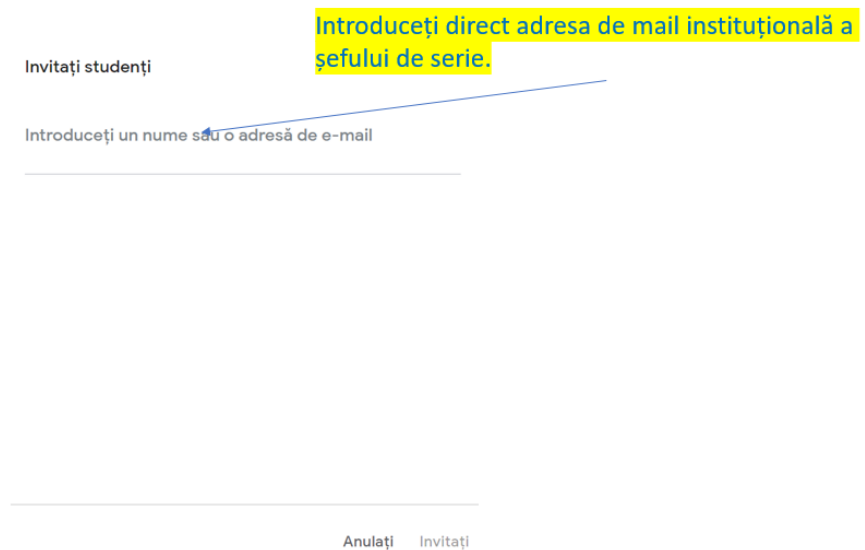 Introduceți direct adresa de mail instituțională a
șefului de serie.
Invitați studenți
Introduceți un nume sau o adresă de e-mail
Anulați Invitați